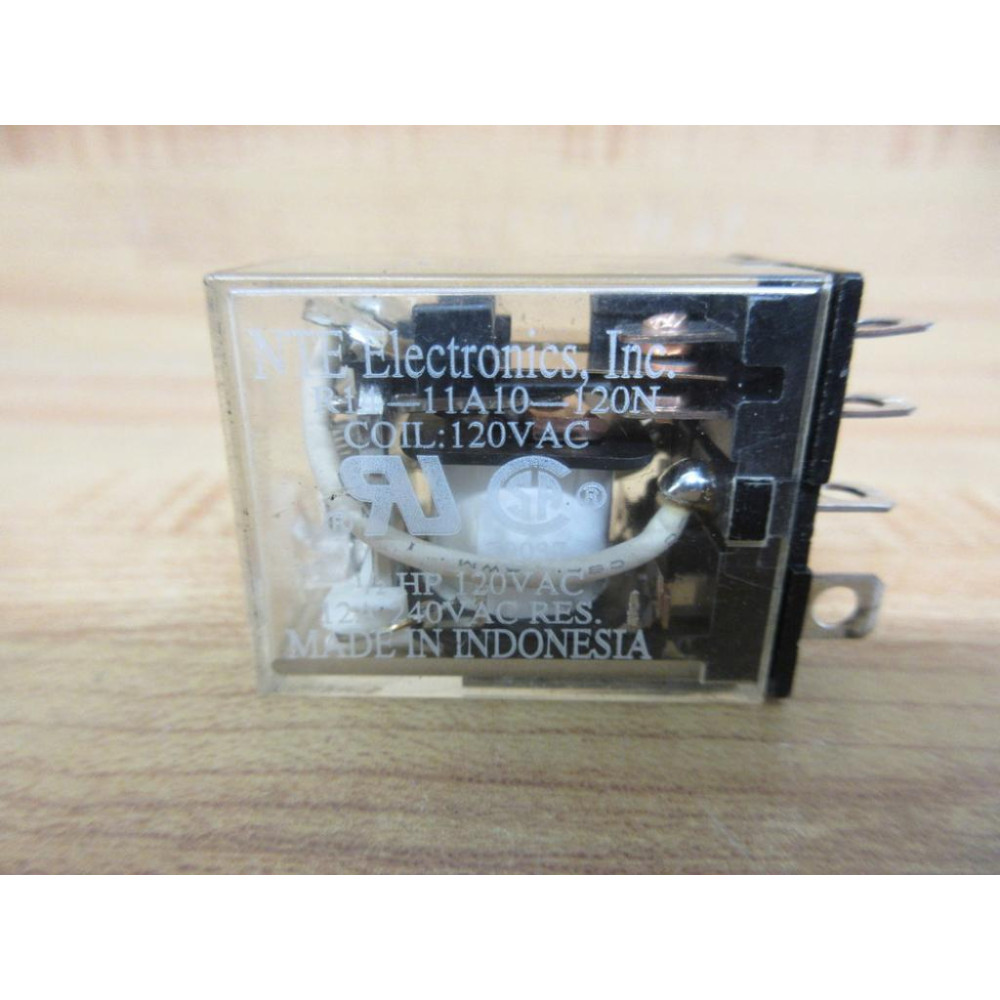 NTE Electronics, Inc.
11A10-120N
COIL:120VAC
®
HP 120VAC
240VAC RES.
MADE IN INDONESIA